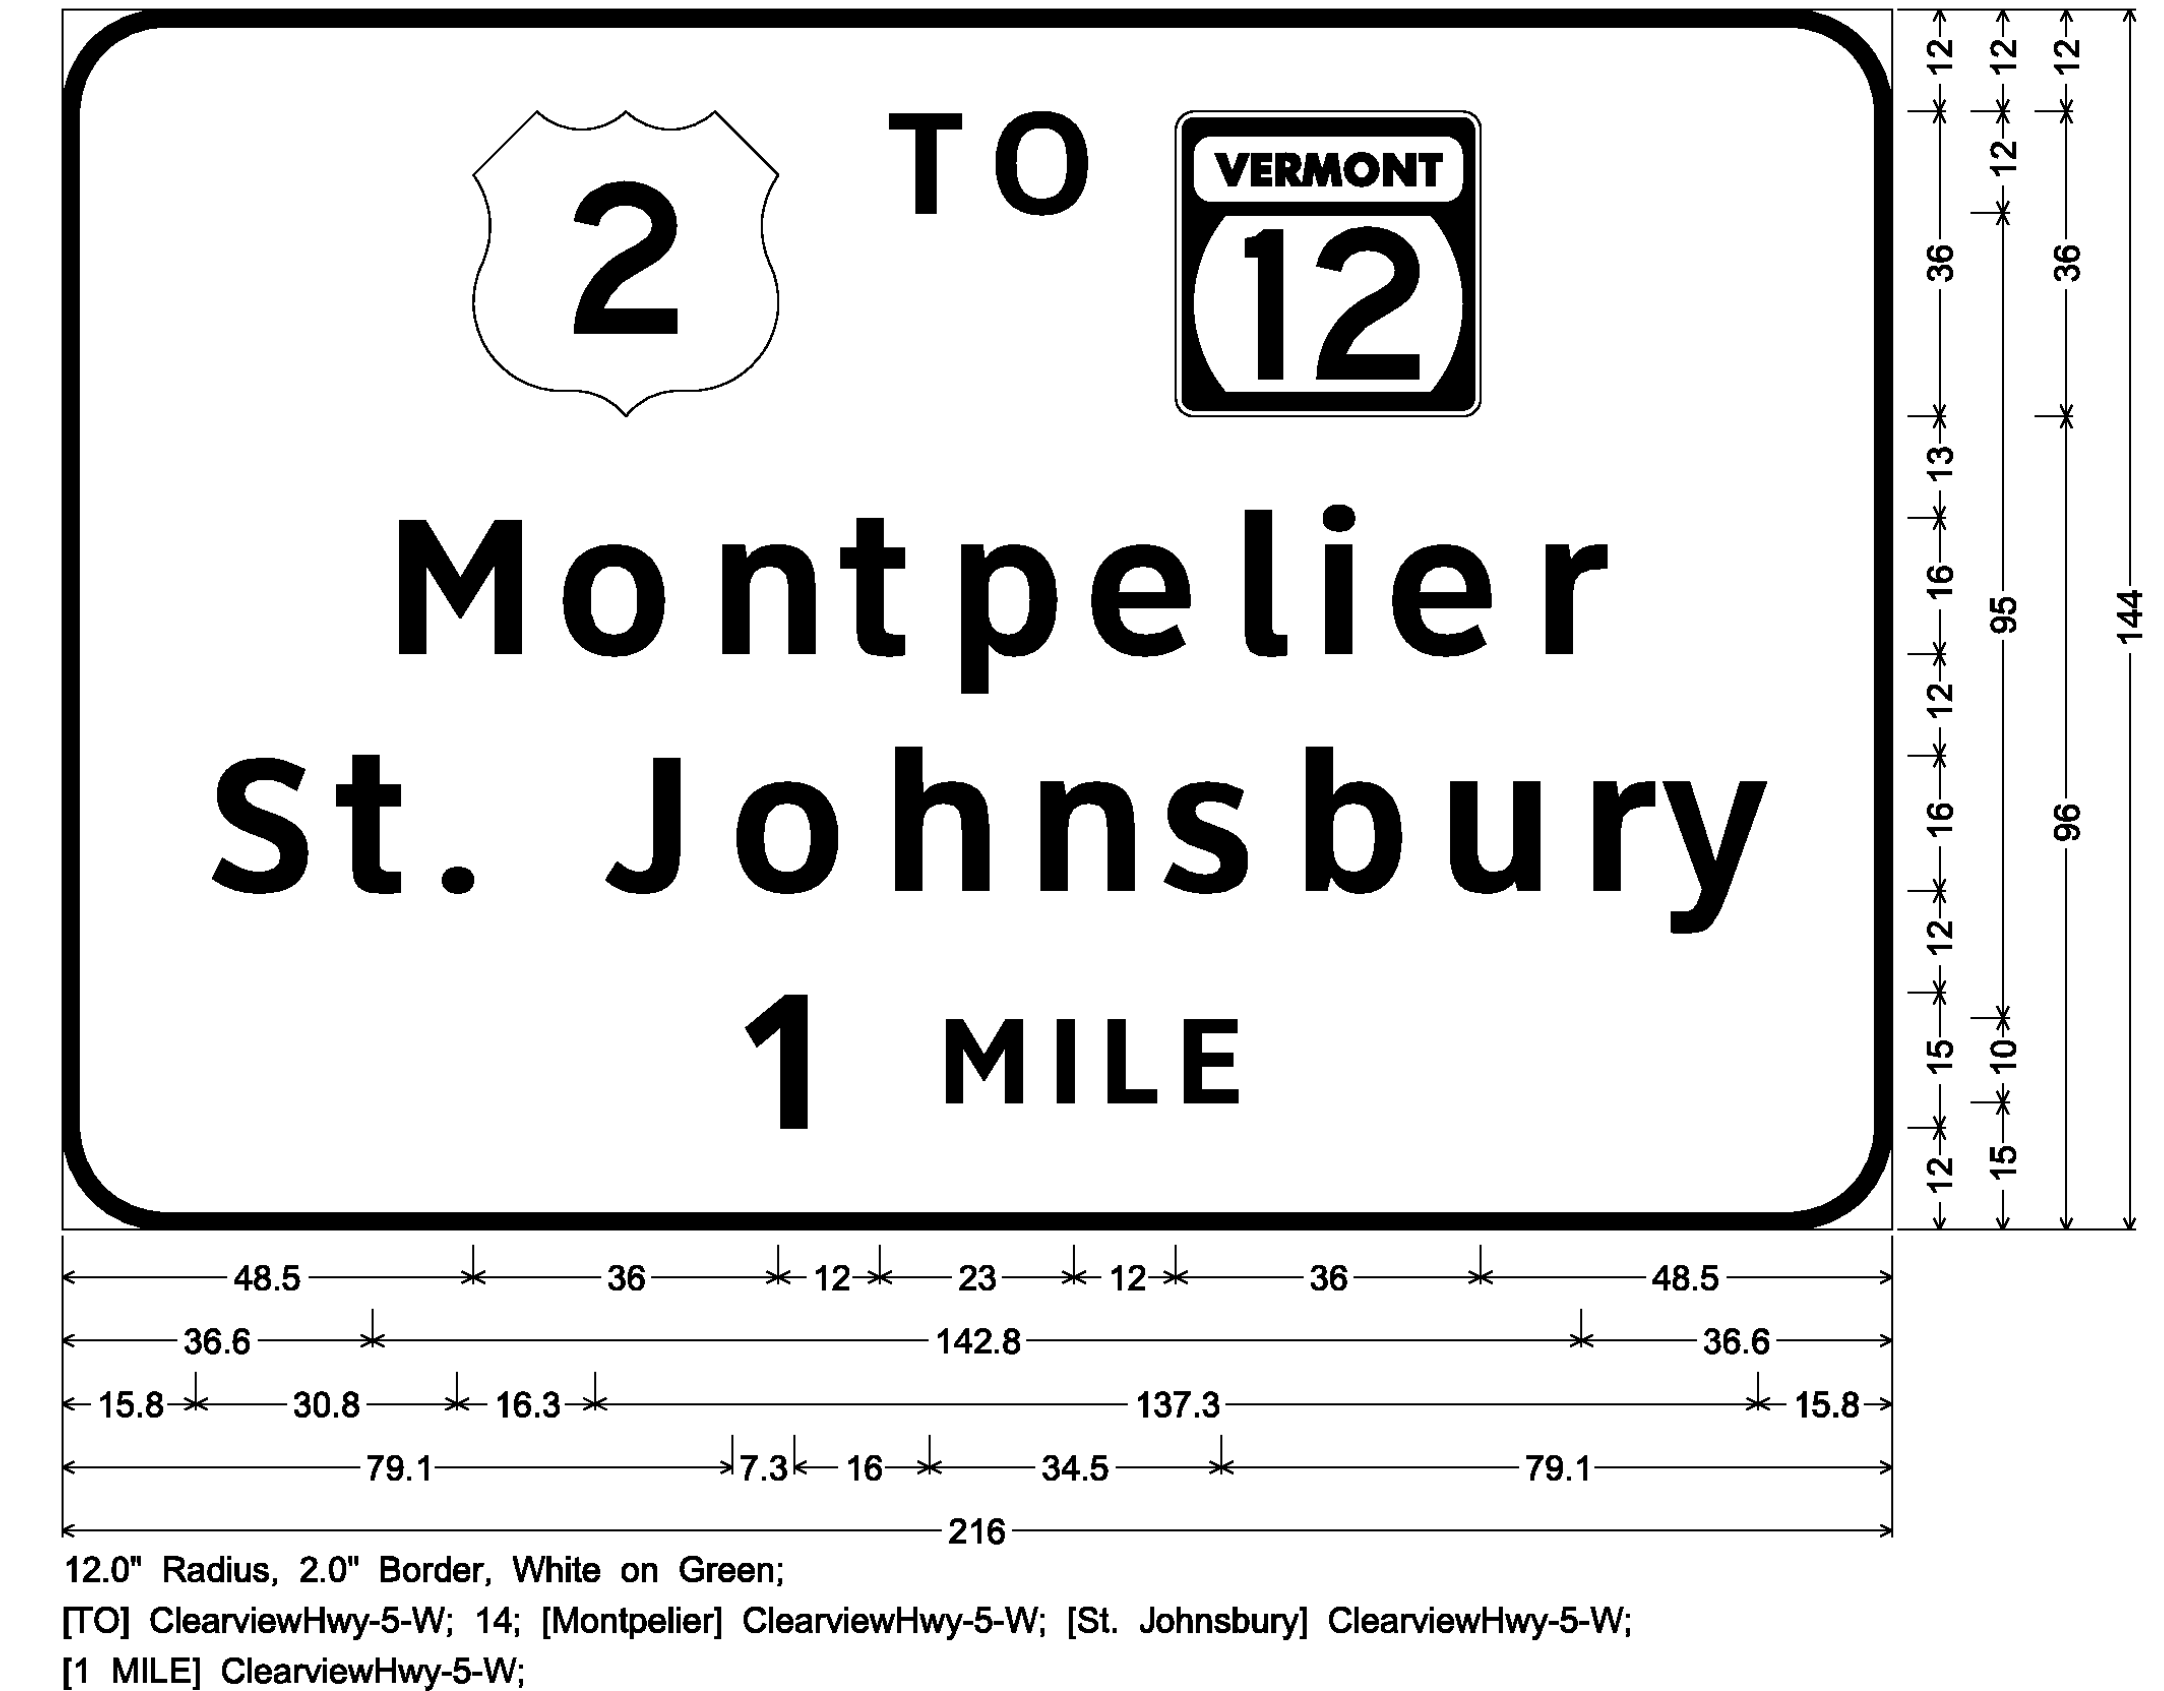 2 TO VERMONT 12
Montpelier
St. Johnsbury
1 MILE
12 36 13 16 12 16 12 15 12
12 12 95 10 15
12 36 96
144
48.5 36 12 23 12 36 48.5
36.6 142.8 36.6
15.8 30.8 16.3 137.3 15.8
79.1 7.3 16 34.5 79.1
216
12.0" Radius, 2.0" Border, White on Green;
[TO] ClearviewHwy-5-W; 14; [Montpelier] ClearviewHwy-5-W; [St. Johnsbury] ClearviewHwy-5-W;
[1 MILE] ClearviewHwy-5-W;